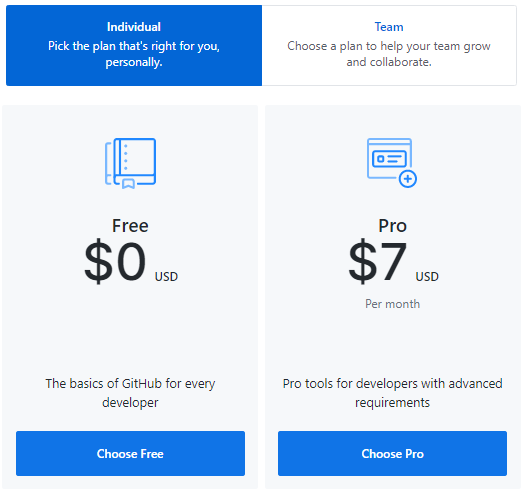 Individual
Pick the plan that's right for you,
personally.
Team
Choose a plan to help your team grow
and collaborate.
Free
$0 USD
The basics of GitHub for every
developer
Choose Free
Pro
$7 USD
Per month
Pro tools for developers with advanced
requirements
Choose Pro